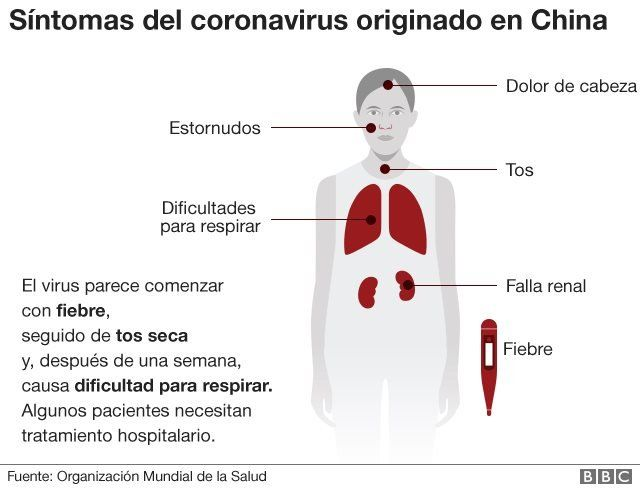 Síntomas del coronavirus originado en China
Dolor de cabeza
Estornudos
Tos
Dificultades
para respirar
Falla renal
Fiebre
El virus parece comenzar
con fiebre,
seguido de tos seca
y, después de una semana,
causa dificultad para respirar.
Algunos pacientes necesitan
tratamiento hospitalario.
Fuente: Organización Mundial de la Salud
BBC